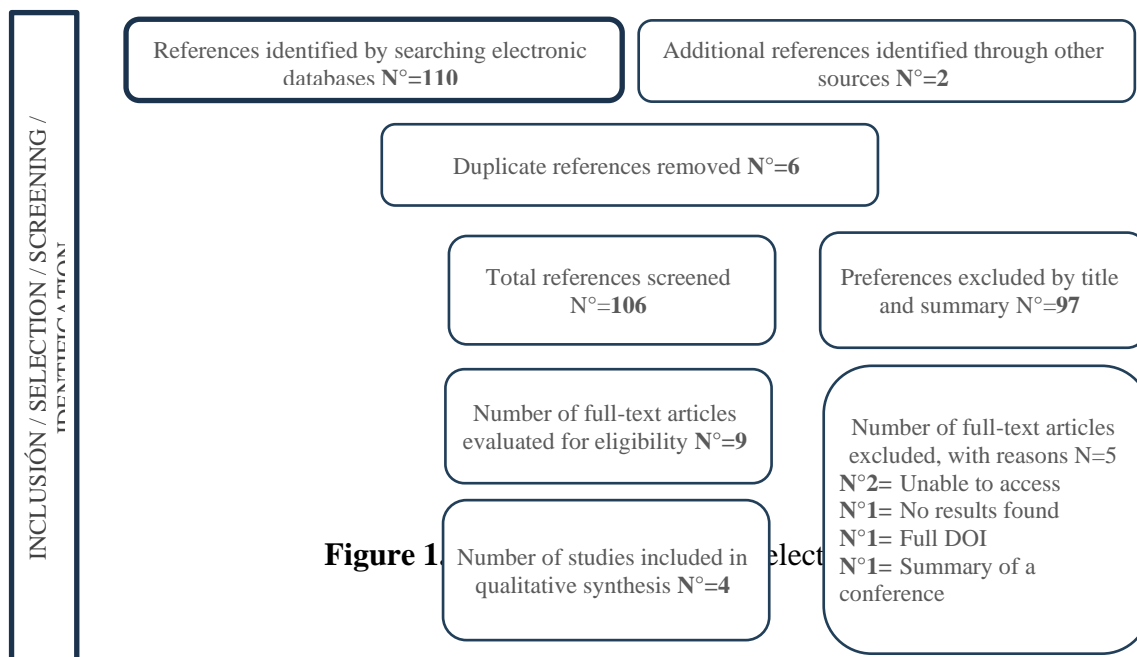 INCLUSIÓN / SELECTION / SCREENING /
IDENTIFICATION
References identified by searching electronic
databases N°=110
Additional references identified through other
sources N°=2
Duplicate references removed N°=6
Total references screened
N°=106
Preferences excluded by title
and summary N°=97
Number of full-text articles
evaluated for eligibility N°=9
Number of full-text articles
excluded, with reasons N=5
N°2= Unable to access
N°1= No results found
N°1= Full DOI
N°1= Summary of a
conference
Figure 1.
Number of studies included in
qualitative synthesis N°=4